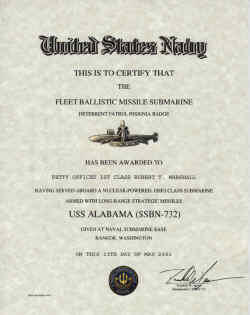 United States Navy
THIS IS TO CERTIFY THAT
THE
FLEET BALLISTIC MISSILE SUBMARINE
DETERRENT PATROL INSIGNIA BADGE
HAS BEEN AWARDED TO
PETTY OFFICER 1ST CLASS ROBERT T. MARSHALL
HAVING SERVED ABOARD A NUCLEAR-POWERED, OHIO CLASS SUBMARINE
ARMED WITH LONG-RANGE STRATEGIC MISSILES
USS ALABAMA (SSBN-732)
GIVEN AT NAVAL SUBMARINE BASE
BANGOR, WASHINGTON
ON THIS 12TH DAY OF MAY 2001